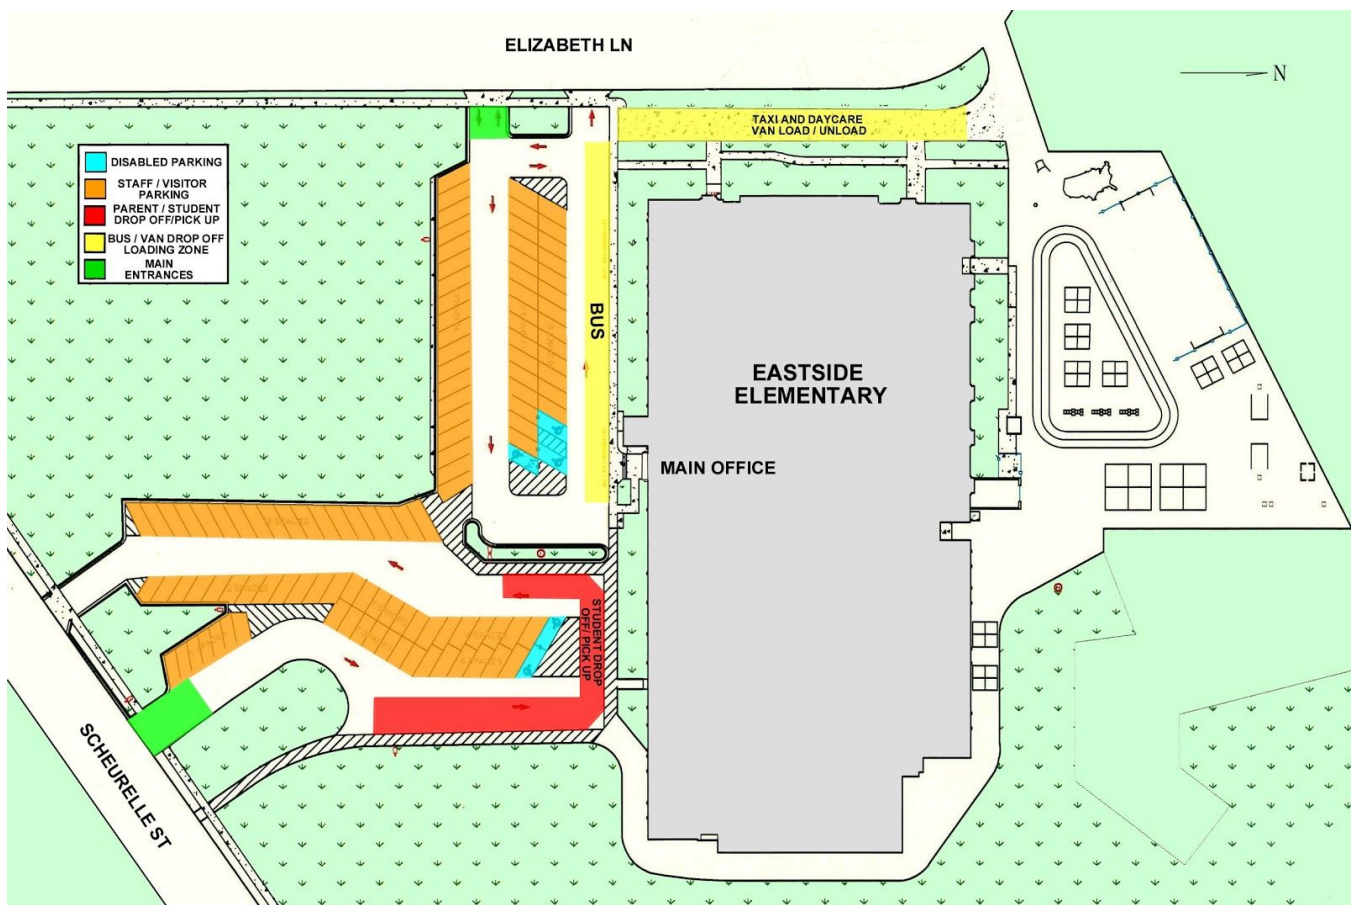 ELIZABETH LN
N
TAXI AND DAYCARE
VAN LOAD / UNLOAD
DISABLED PARKING
STAFF / VISITOR
PARKING
PARENT / STUDENT
DROP OFF/PICK UP
BUS / VAN DROP OFF
LOADING ZONE
MAIN
ENTRANCES
BUS
EASTSIDE
ELEMENTARY
MAIN OFFICE
STUDENT DROP
OFF/ PICK UP
SCHEURELLE ST